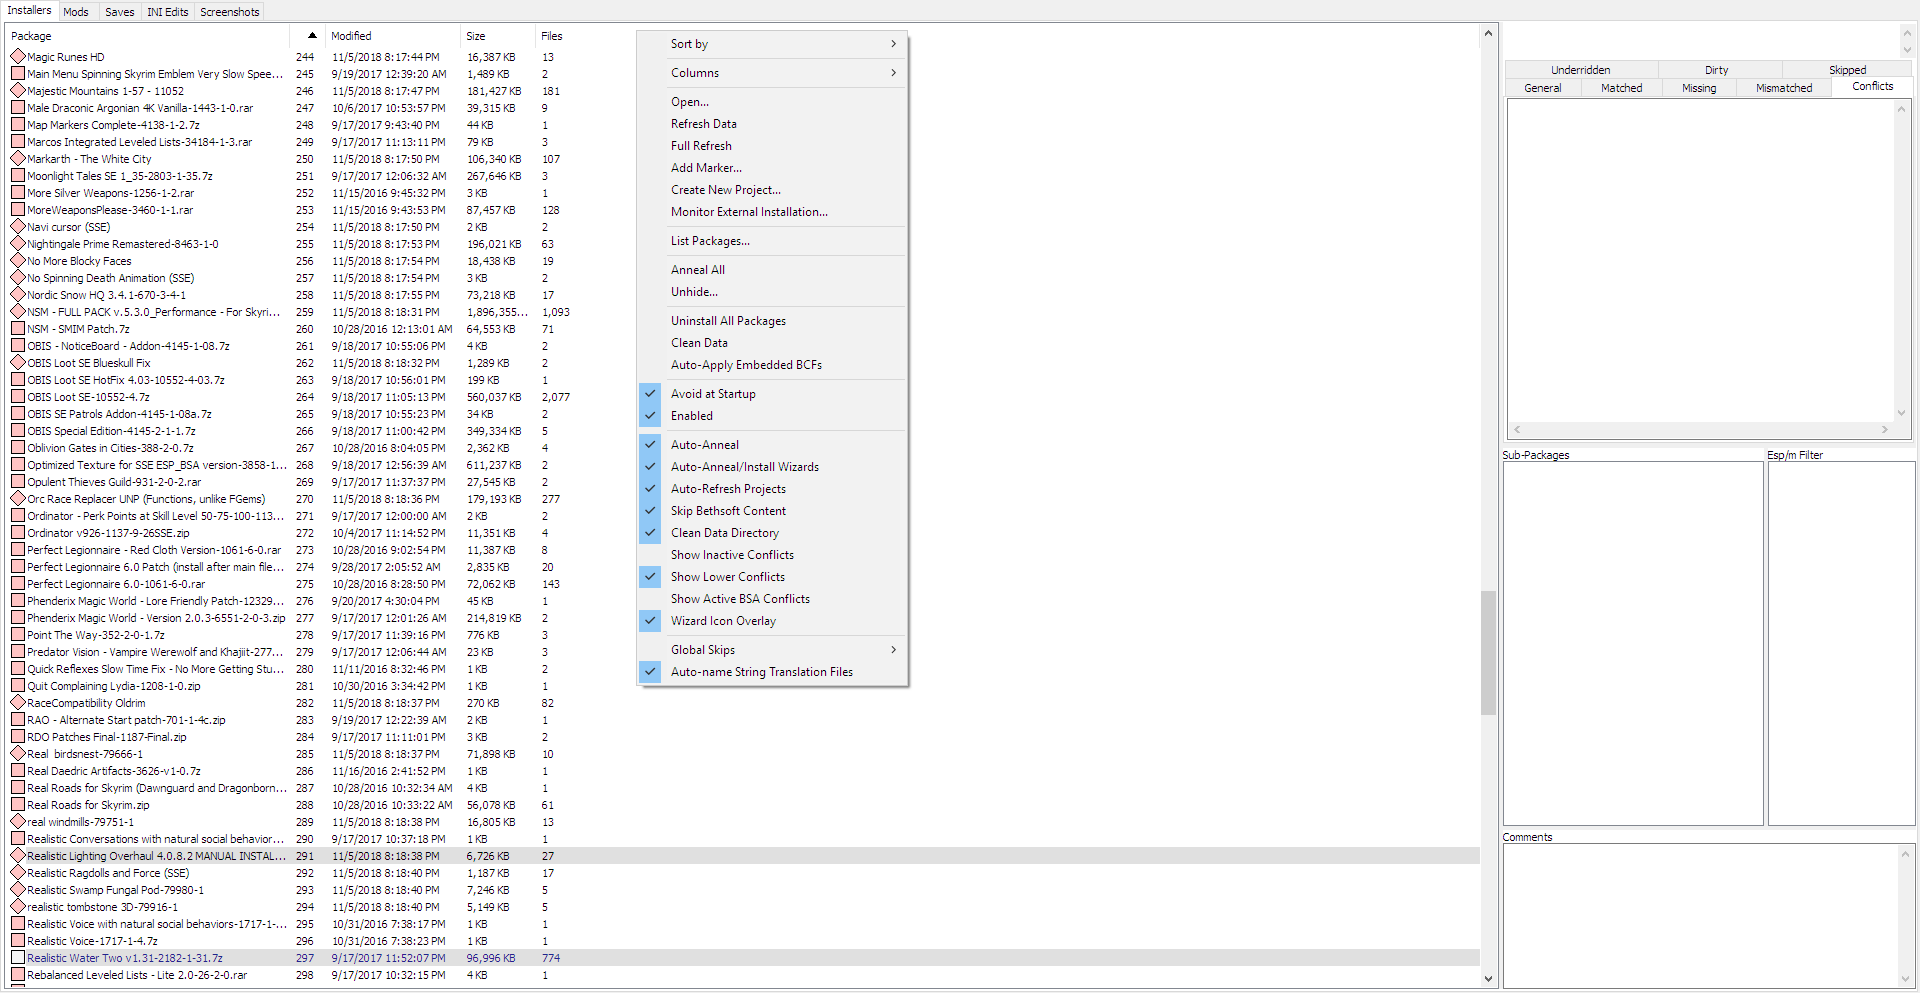 Installers Mods Saves INI Edits Screenshots
Package Modified Size Files
Magic Runes HD 244 11/5/2018 8:17:44 PM 16,387 KB 13
Main Menu Spinning Skyrim Emblem Very Slow Spee... 245 9/19/2017 12:39:20 AM 1,489 KB 2
Majestic Mountains 1-57 - 11052 246 11/5/2018 8:17:47 PM 181,427 KB 181
Male Draconic Argonian 4K Vanilla-1443-1-0.rar 247 10/6/2017 10:53:57 PM 39,315 KB 9
Map Markers Complete-4138-1-2.7z 248 9/17/2017 9:43:40 PM 44 KB 1
Marcos Integrated Leveled Lists-34184-1-3.rar 249 9/17/2017 11:13:11 PM 79 KB 3
Markarth - The White City 250 11/5/2018 8:17:50 PM 106,340 KB 107
Moonlight Tales SE 1_35-2803-1-35.7z 251 9/17/2017 12:06:32 AM 267,646 KB 3
More Silver Weapons-1256-1-2.rar 252 11/15/2016 9:45:32 PM 3 KB 1
MoreWeaponsPlease-3460-1-1.rar 253 11/15/2016 9:43:53 PM 87,457 KB 128
Navi cursor (SSE) 254 11/5/2018 8:17:50 PM 2 KB 2
Nightingale Prime Remastered-8463-1-0 255 11/5/2018 8:17:53 PM 196,021 KB 63
No More Blocky Faces 256 11/5/2018 8:17:54 PM 18,438 KB 19
No Spinning Death Animation (SSE) 257 11/5/2018 8:17:54 PM 3 KB 2
Nordic Snow HQ 3.4.1-670-3-4-1 258 11/5/2018 8:17:55 PM 73,218 KB 17
NSM - FULL PACK v.5.3.0_Performance - For Skyri... 259 11/5/2018 8:18:31 PM 1,896,355... 1,093
NSM - SMIM Patch.7z 260 10/28/2016 12:13:01 AM 64,553 KB 71
OBIS - NoticeBoard - Addon-4145-1-08.7z 261 9/18/2017 10:55:06 PM 4 KB 2
OBIS Loot SE Blueskull Fix 262 11/5/2018 8:18:32 PM 1,289 KB 2
OBIS Loot SE HotFix 4.03-10552-4-03.7z 263 9/18/2017 10:56:01 PM 199 KB 1
OBIS Loot SE-10552-4.7z 264 9/18/2017 11:05:13 PM 560,037 KB 2,077
OBIS SE Patrols Addon-4145-1-08a.7z 265 9/18/2017 10:55:23 PM 34 KB 2
OBIS Special Edition-4145-2-1-1.7z 266 9/18/2017 11:00:42 PM 349,334 KB 5
Oblivion Gates in Cities-388-2-0.7z 267 10/28/2016 8:04:05 PM 2,362 KB 4
Optimized Texture for SSE ESP_BSA version-3858-1... 268 9/18/2017 12:56:39 AM 611,237 KB 2
Opulent Thieves Guild-931-2-0-2.rar 269 9/17/2017 11:37:37 PM 27,545 KB 2
Orc Race Replacer UNP (Functions, unlike FGems) 270 11/5/2018 8:18:36 PM 179,193 KB 277
Ordinator - Perk Points at Skill Level 50-75-100-113... 271 9/17/2017 12:00:00 AM 2 KB 2
Ordinator v926-1137-9-26SSE.zip 272 10/4/2017 11:14:52 PM 11,351 KB 4
Perfect Legionnaire - Red Cloth Version-1061-6-0.rar 273 10/28/2016 9:02:54 PM 11,387 KB 8
Perfect Legionnaire 6.0 Patch (install after main file... 274 9/28/2017 2:05:52 AM 2,835 KB 20
Perfect Legionnaire 6.0-1061-6-0.rar 275 10/28/2016 8:28:50 PM 72,062 KB 143
Phenderix Magic World - Lore Friendly Patch-12329... 276 9/20/2017 4:30:04 PM 45 KB 1
Phenderix Magic World - Version 2.0.3-6551-2-0-3.zip 277 9/17/2017 12:01:26 AM 214,819 KB 2
Point The Way-352-2-0-1.7z 278 9/17/2017 11:39:16 PM 776 KB 3
Predator Vision - Vampire Werewolf and Khajiit-277... 279 9/17/2017 12:06:44 AM 23 KB 3
Quick Reflexes Slow Time Fix - No More Getting Stu... 280 11/11/2016 8:32:46 PM 1 KB 2
Quit Complaining Lydia-1208-1-0.zip 281 10/30/2016 3:34:42 PM 1 KB 1
RaceCompatibility Oldrim 282 11/5/2018 8:18:37 PM 270 KB 82
RAO - Alternate Start patch-701-1-4c.zip 283 9/19/2017 12:22:39 AM 2 KB 1
RDO Patches Final-1187-Final.zip 284 9/17/2017 11:11:01 PM 3 KB 2
Real birdsnest-79666-1 285 11/5/2018 8:18:37 PM 71,898 KB 10
Real Daedric Artifacts-3626-v1-0.7z 286 11/16/2016 2:41:52 PM 1 KB 1
Real Roads for Skyrim (Dawnguard and Dragonborn... 287 10/28/2016 10:32:34 AM 4 KB 1
Real Roads for Skyrim.zip 288 10/28/2016 10:33:22 AM 56,078 KB 61
real windmills-79751-1 289 11/5/2018 8:18:38 PM 16,805 KB 13
Realistic Conversations with natural social behavior... 290 9/17/2017 10:37:18 PM 1 KB 1
Realistic Lighting Overhaul 4.0.8.2 MANUAL INSTAL... 291 11/5/2018 8:18:38 PM 6,726 KB 27
Realistic Ragdolls and Force (SSE) 292 11/5/2018 8:18:40 PM 1,187 KB 17
Realistic Swamp Fungal Pod-79980-1 293 11/5/2018 8:18:40 PM 7,246 KB 5
realistic tombstone 3D-79916-1 294 11/5/2018 8:18:40 PM 5,149 KB 5
Realistic Voice with natural social behaviors-1717-1-... 295 10/31/2016 7:38:17 PM 1 KB 1
Realistic Voice-1717-1-4.7z 296 10/31/2016 7:38:23 PM 1 KB 1
Realistic Water Two v1.31-2182-1-31.7z 297 9/17/2017 11:52:07 PM 96,996 KB 774
Rebalanced Leveled Lists - Lite 2.0-26-2-0.rar 298 9/17/2017 10:32:15 PM 4 KB 1
Sort by
Columns
Open...
Refresh Data
Full Refresh
Add Marker...
Create New Project...
Monitor External Installation...
List Packages...
Anneal All
Unhide...
Uninstall All Packages
Clean Data
Auto-Apply Embedded BCFs
Avoid at Startup
Enabled
Auto-Anneal
Auto-Anneal/Install Wizards
Auto-Refresh Projects
Skip Bethsoft Content
Clean Data Directory
Show Inactive Conflicts
Show Lower Conflicts
Show Active BSA Conflicts
Wizard Icon Overlay
Global Skips
Auto-name String Translation Files
Underridden Dirty Skipped
General Matched Missing Mismatched Conflicts
Sub-Packages Esp/m Filter
Comments